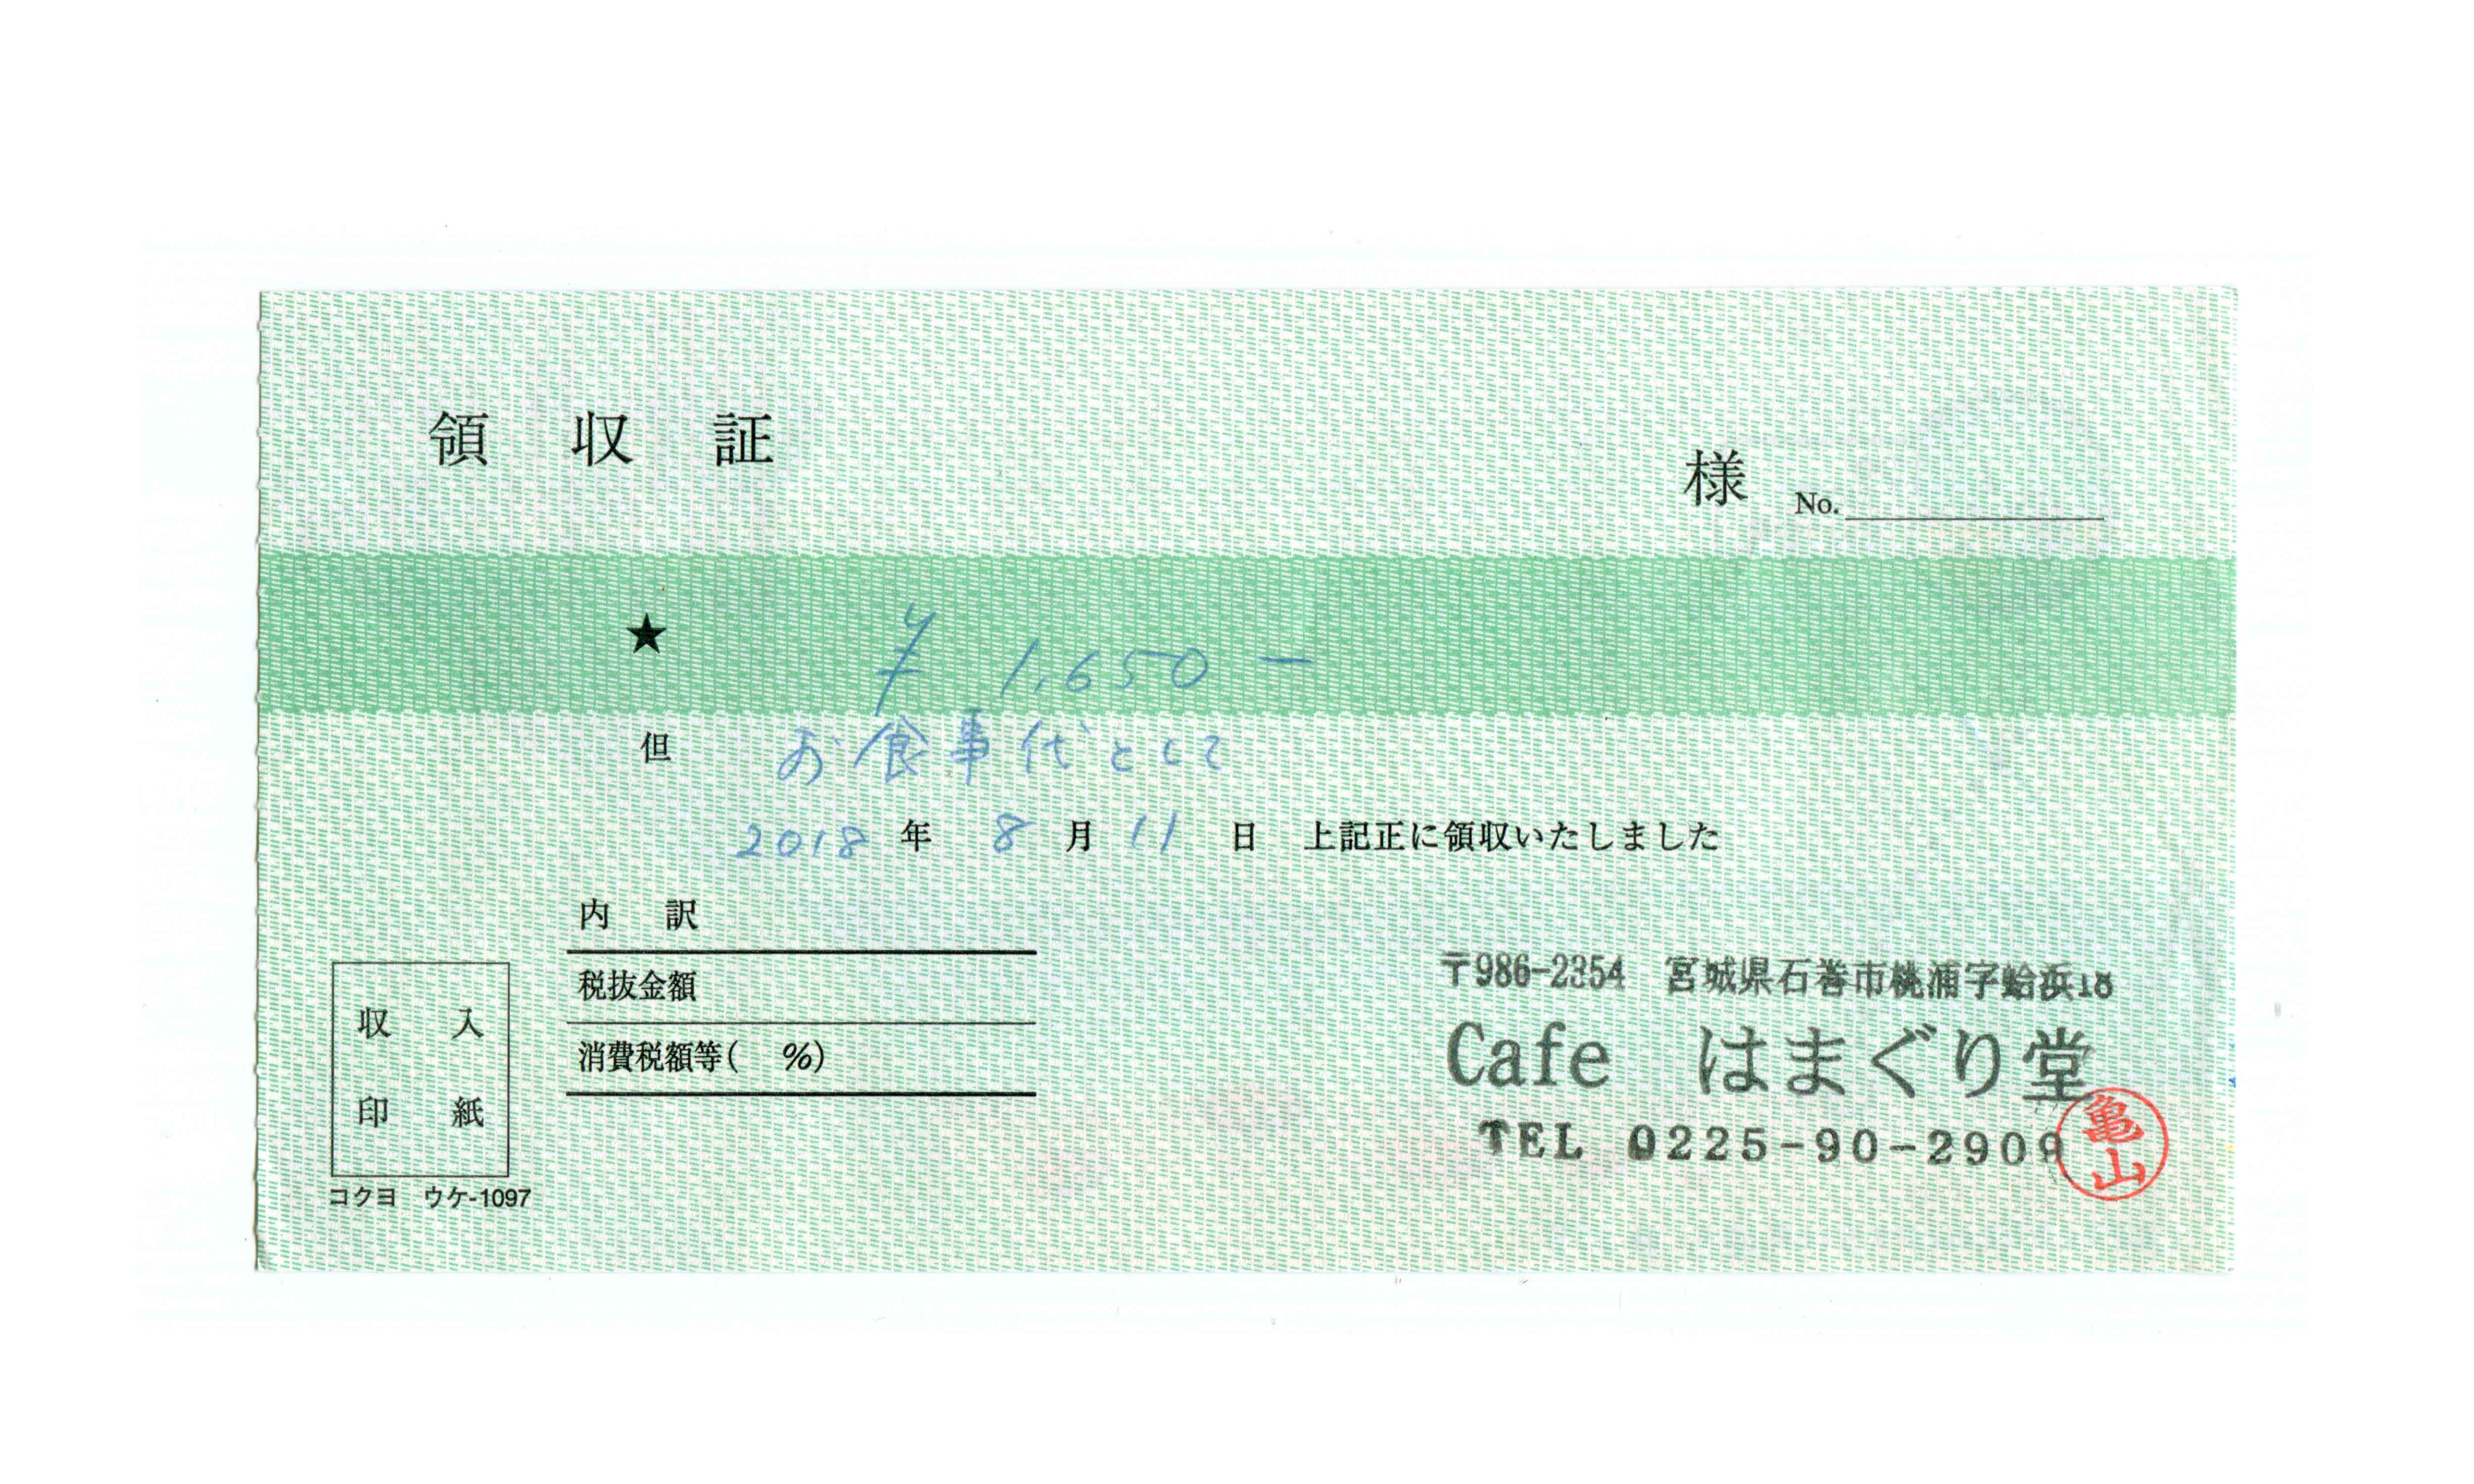 領収証
様 No.
★ ¥ 1,650 —
但 お食事代として
2018 年 8 月 11 日 上記正に領収いたしました
内訳
税抜金額
消費税額等( %)
収入
印紙
コクヨ ウケ-1097
〒986-2354 宮城県石巻市桃浦字蛤浜18
Cafe はまぐり堂
TEL 0225-90-2909
亀山